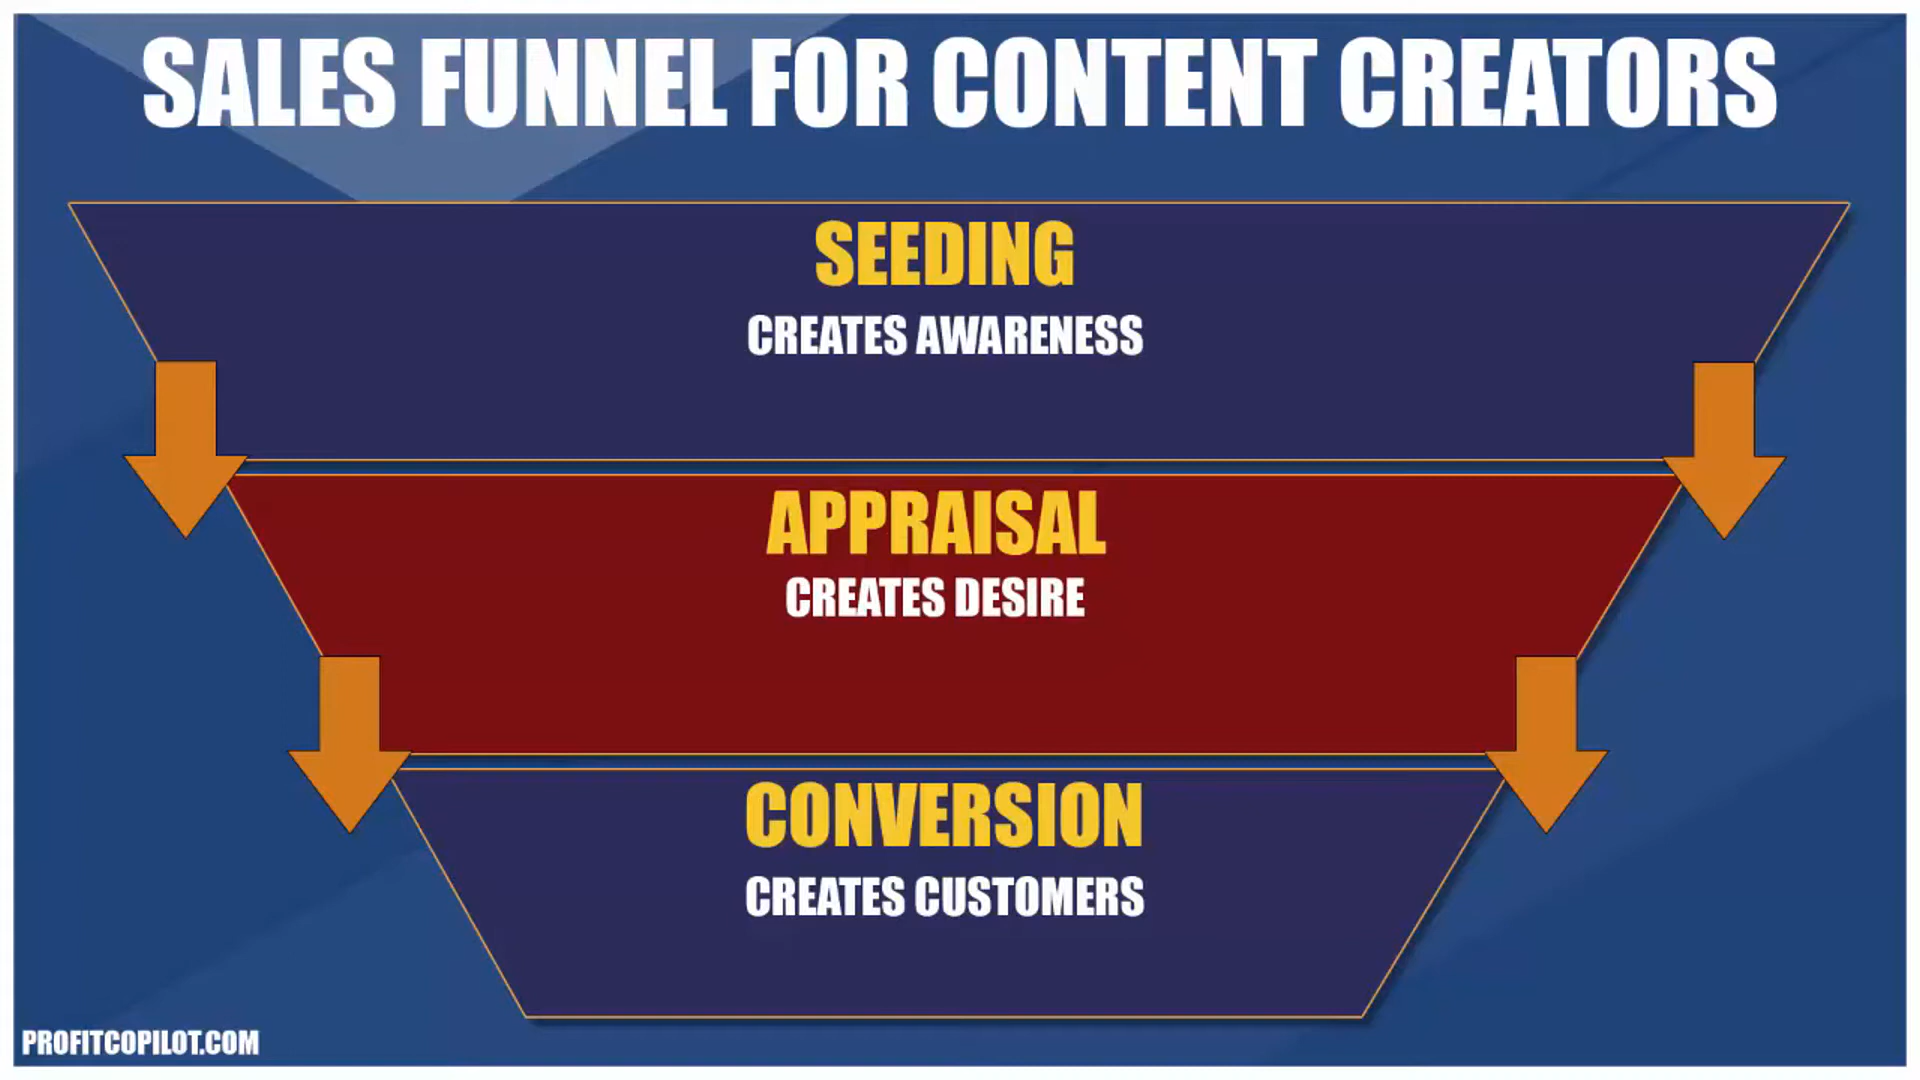 SALES FUNNEL FOR CONTENT CREATORS
SEEDING
CREATES AWARENESS
APPRAISAL
CREATES DESIRE
CONVERSION
CREATES CUSTOMERS
PROFITCOPILOT.COM